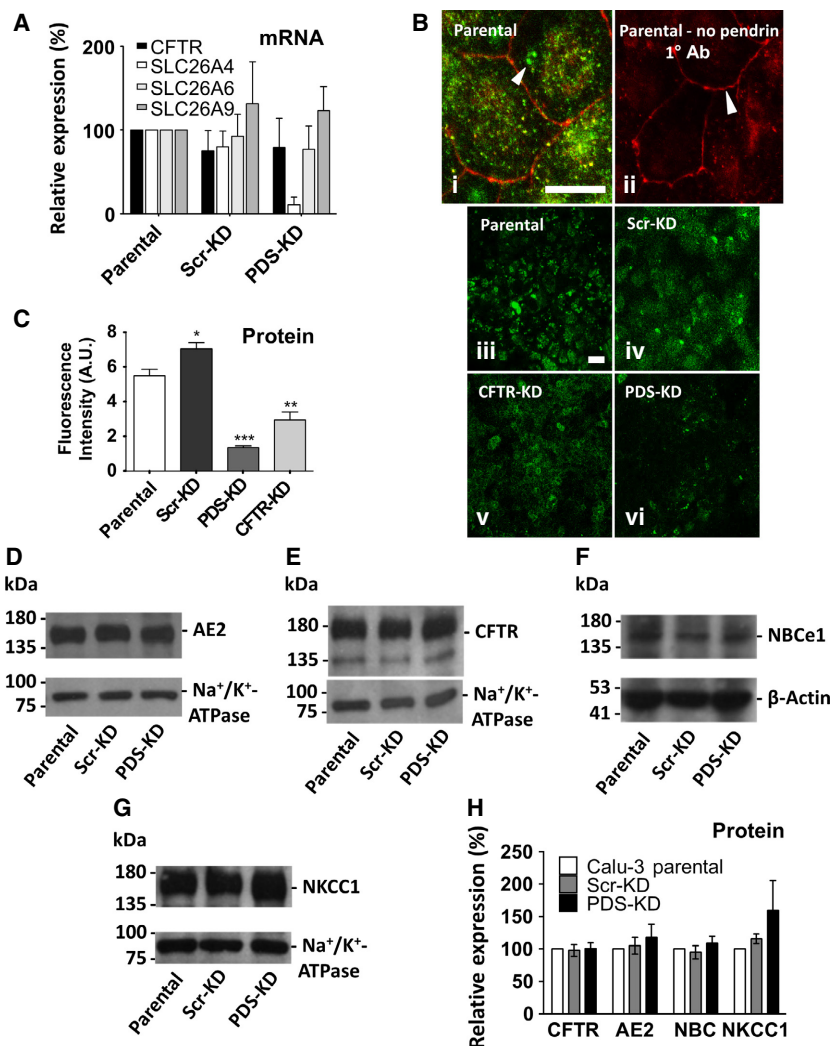 A
Relative expression (%)
200
100
0
mRNA
CFTR
SLC26A4
SLC26A6
SLC26A9
Parental
Scr-KD
PDS-KD
B
Parental
i
Parental - no pendrin
1° Ab
ii
Parental
iii
Scr-KD
iv
CFTR-KD
v
PDS-KD
vi
C
Fluorescence
Intensity (A.U.)
8
6
4
2
0
Protein
*
***
**
Parental
Scr-KD
PDS-KD
CFTR-KD
D
kDa
180
135
AE2
100
75
Na⁺/K⁺-
ATPase
Parental
Scr-KD
PDS-KD
E
kDa
180
135
CFTR
100
75
Na⁺/K⁺-
ATPase
Parental
Scr-KD
PDS-KD
F
kDa
180
135
NBCe1
53
41
β-Actin
Parental
Scr-KD
PDS-KD
G
kDa
180
135
NKCC1
100
75
Na⁺/K⁺-
ATPase
Parental
Scr-KD
PDS-KD
H
Protein
Relative expression (%)
250
200
150
100
50
0
Calu-3 parental
Scr-KD
PDS-KD
CFTR AE2 NBC NKCC1